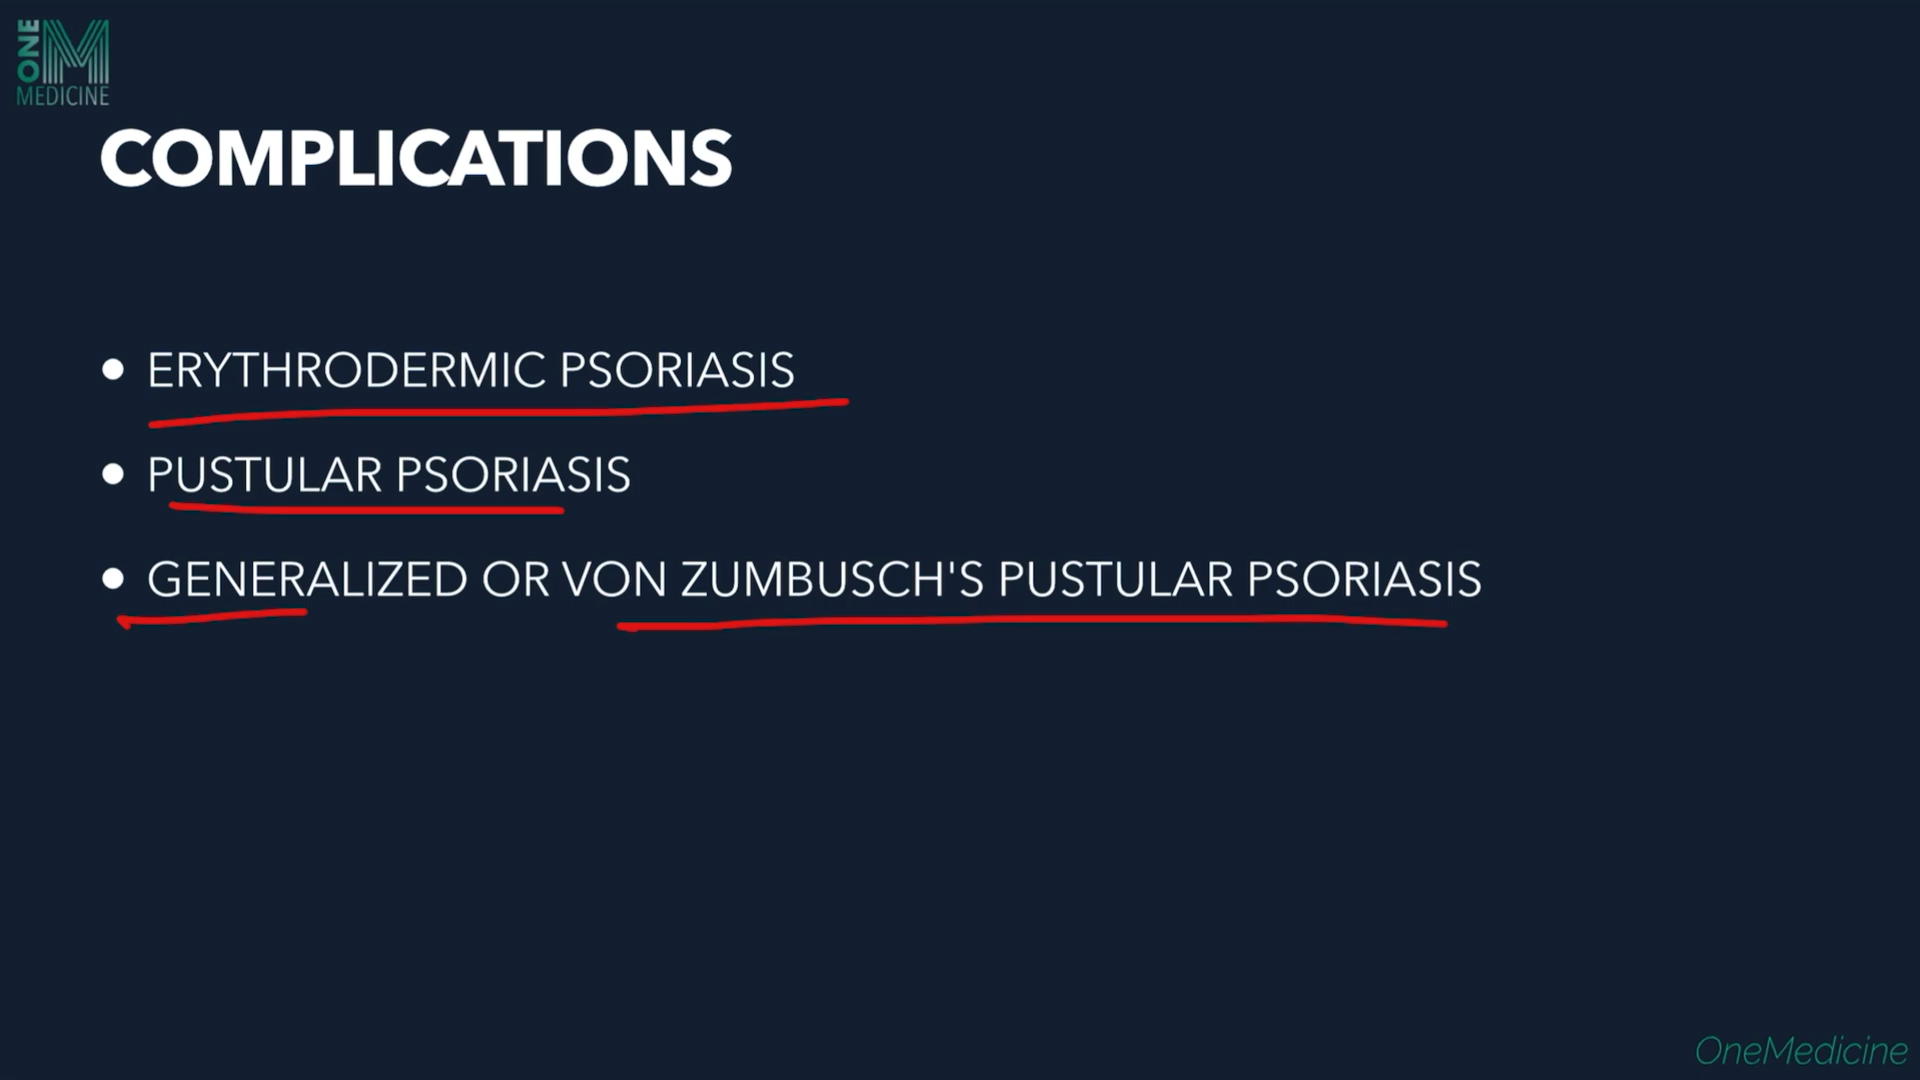 ONE
M
MEDICINE
COMPLICATIONS
• ERYTHRODERMIC PSORIASIS
• PUSTULAR PSORIASIS
• GENERALIZED OR VON ZUMBUSCH'S PUSTULAR PSORIASIS
OneMedicine